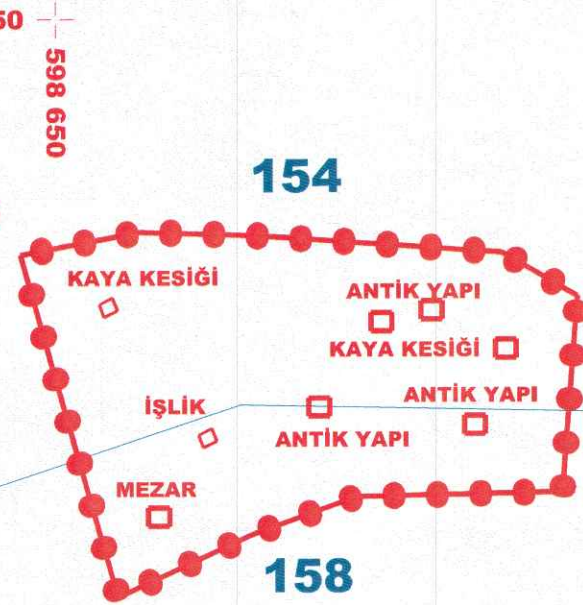 50
598 650
154
KAYA KESİĞİ
ANTİK YAPI
KAYA KESİĞİ
ANTİK YAPI
İŞLİK
ANTİK YAPI
MEZAR
158